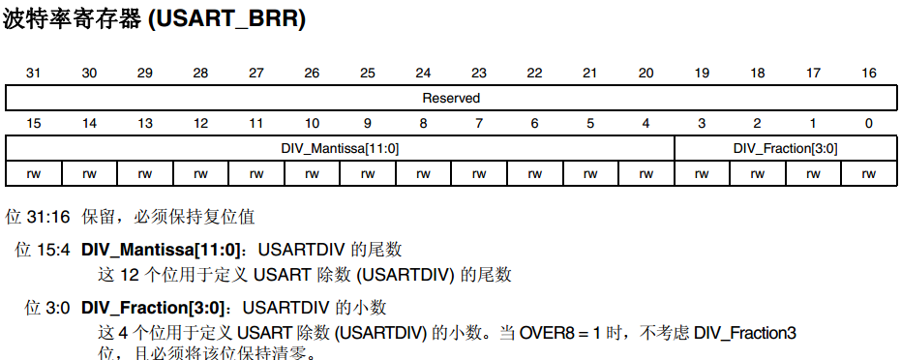 波特率寄存器 (USART_BRR)
31 30 29 28 27 26 25 24 23 22 21 20 19 18 17 16
Reserved
15 14 13 12 11 10 9 8 7 6 5 4 3 2 1 0
DIV_Mantissa[11:0] DIV_Fraction[3:0]
rw rw rw rw rw rw rw rw rw rw rw rw rw rw rw rw
位 31:16 保留，必须保持复位值
位 15:4 DIV_Mantissa[11:0]：USARTDIV 的尾数
这 12 个位用于定义 USART 除数 (USARTDIV) 的尾数
位 3:0 DIV_Fraction[3:0]：USARTDIV 的小数
这 4 个位用于定义 USART 除数 (USARTDIV) 的小数。当 OVER8 = 1 时，不考虑 DIV_Fraction3
位，且必须将该位保持清零。